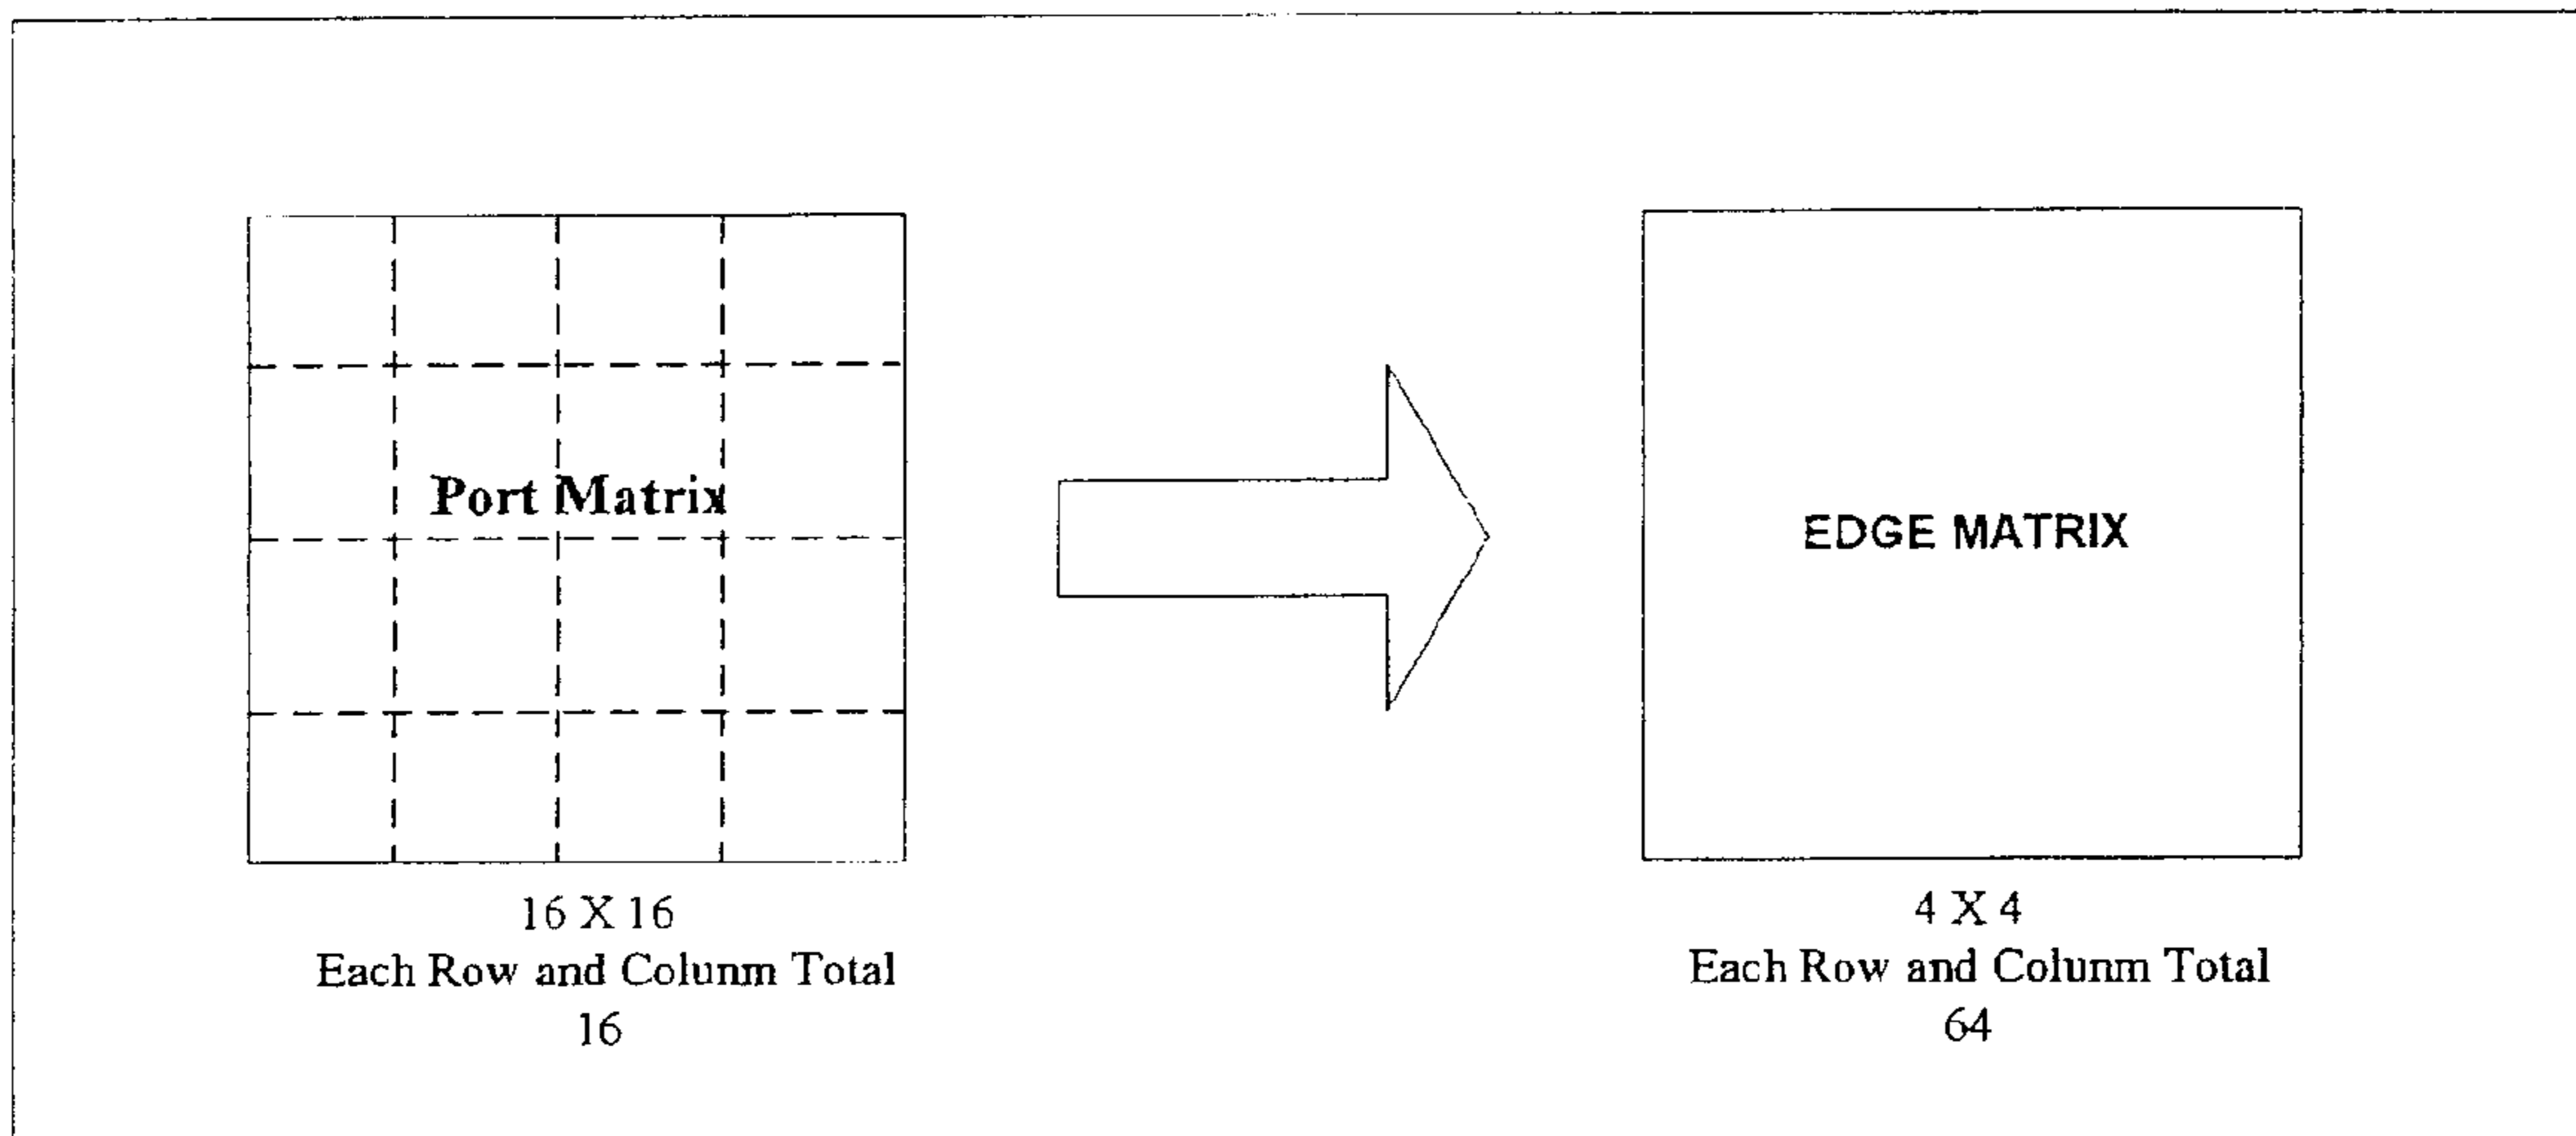 Port Matrix
16 X 16
Each Row and Colunm Total
16
EDGE MATRIX
4 X 4
Each Row and Colunm Total
64